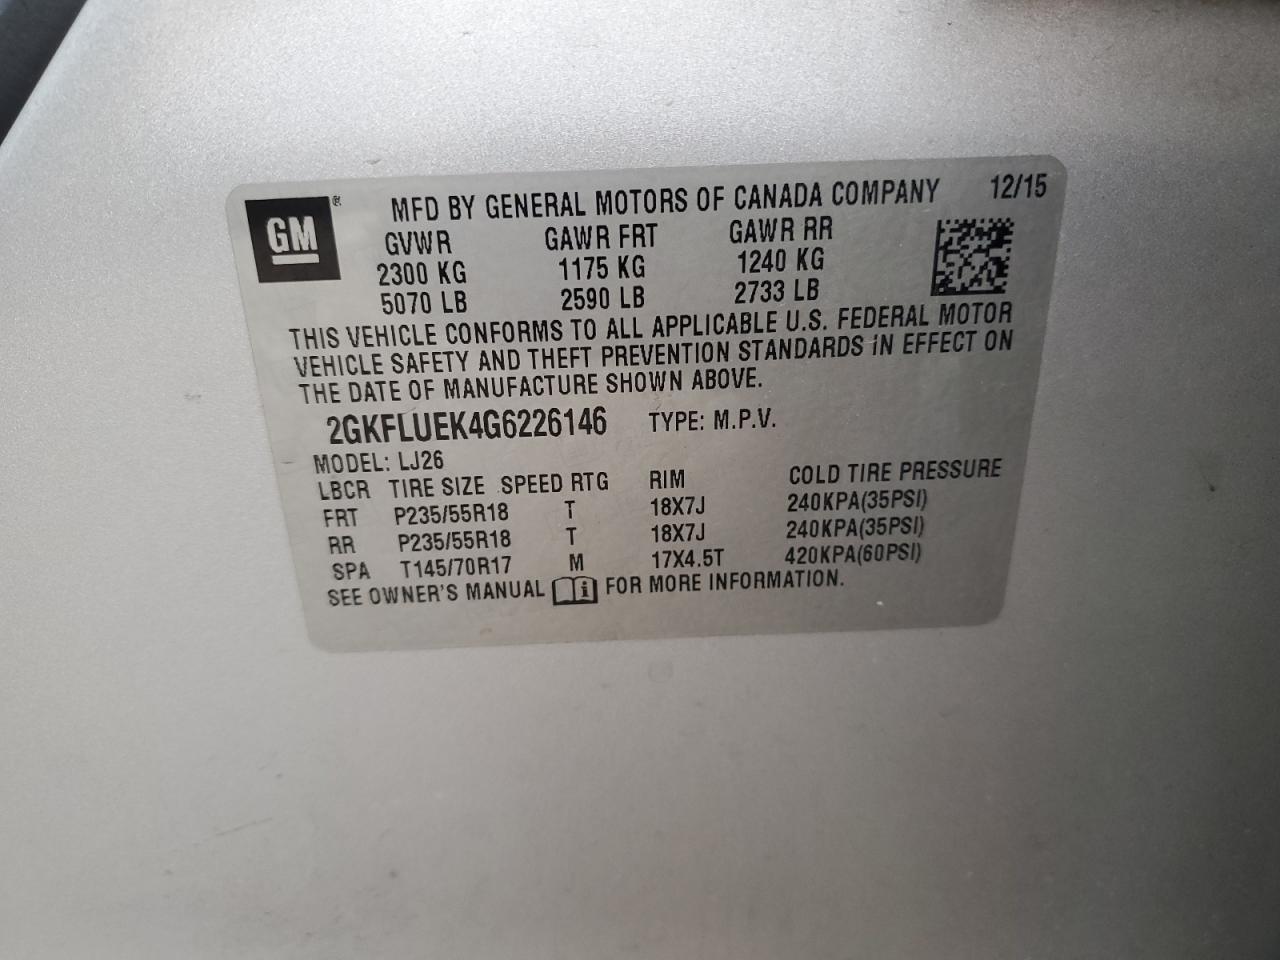 GM ® MFD BY GENERAL MOTORS OF CANADA COMPANY 12/15
GVWR GAWR FRT GAWR RR
2300 KG 1175 KG 1240 KG
5070 LB 2590 LB 2733 LB
THIS VEHICLE CONFORMS TO ALL APPLICABLE U.S. FEDERAL MOTOR
VEHICLE SAFETY AND THEFT PREVENTION STANDARDS IN EFFECT ON
THE DATE OF MANUFACTURE SHOWN ABOVE.
2GKFLUEK4G6226146 TYPE: M.P.V.
MODEL: LJ26
LBCR TIRE SIZE SPEED RTG RIM COLD TIRE PRESSURE
FRT P235/55R18 T 18X7J 240KPA(35PSI)
RR P235/55R18 T 18X7J 240KPA(35PSI)
SPA T145/70R17 M 17X4.5T 420KPA(60PSI)
SEE OWNER'S MANUAL i FOR MORE INFORMATION.